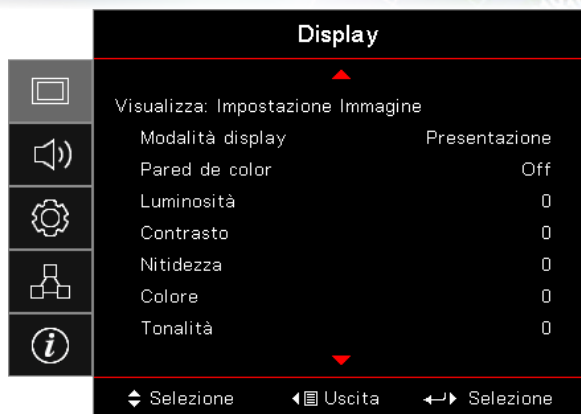 Display
Visualizza: Impostazione Immagine
Modalità display Presentazione
Pared de color Off
Luminosità 0
Contrasto 0
Nitidezza 0
Colore 0
Tonalità 0
Selezione Uscita Selezione